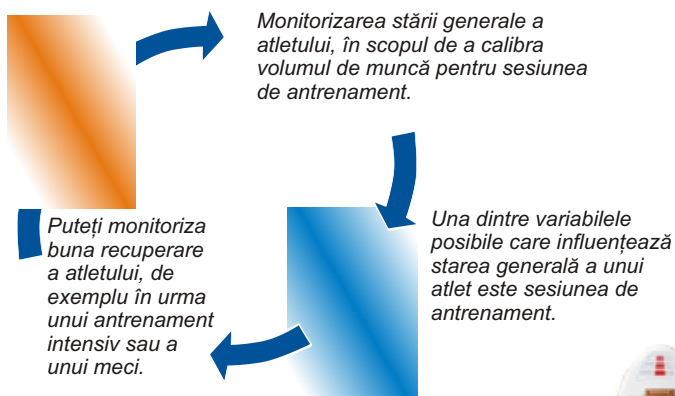 Monitorizarea stării generale a
atletului, în scopul de a calibra
volumul de muncă pentru sesiunea
de antrenament.
Una dintre variabilele
posibile care influențează
starea generală a unui
atlet este sesiunea de
antrenament.
Puteți monitoriza
buna recuperare
a atletului, de
exemplu în urma
unui antrenament
intensiv sau a
unui meci.